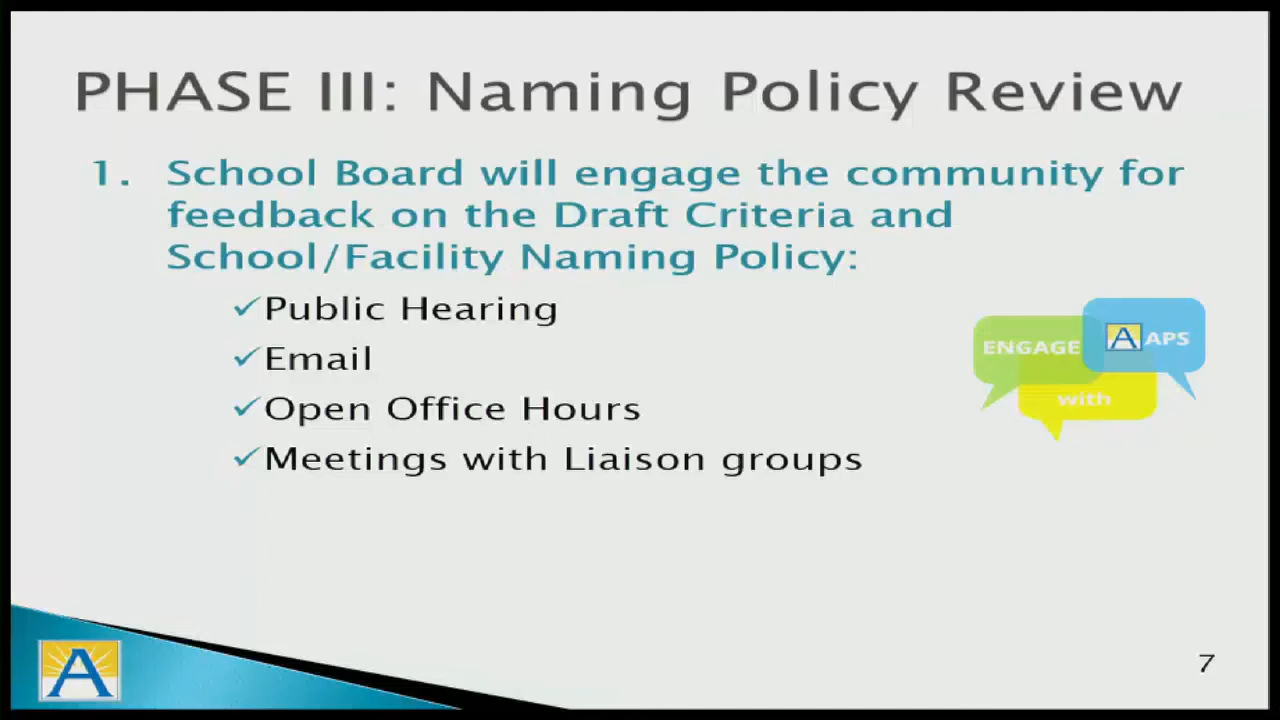 PHASE III: Naming Policy Review
1. School Board will engage the community for
feedback on the Draft Criteria and
School/Facility Naming Policy:
✓Public Hearing
✓Email
✓Open Office Hours
✓Meetings with Liaison groups
ENGAGE
A APS
with
A
7